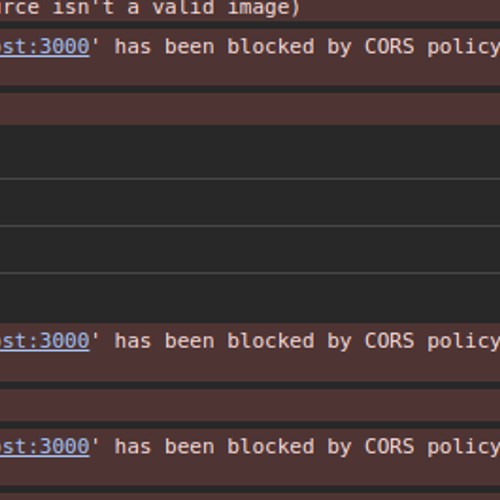 rce isn't a valid image)
ost:3000' has been blocked by CORS policy
ost:3000' has been blocked by CORS policy
ost:3000' has been blocked by CORS policy